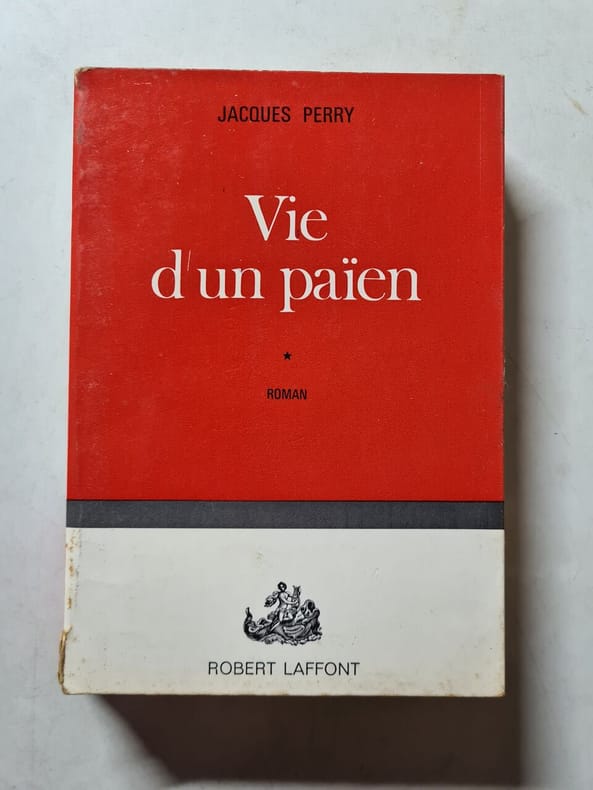 JACQUES PERRY
Vie
d'un païen
★
ROMAN
ROBERT LAFFONT